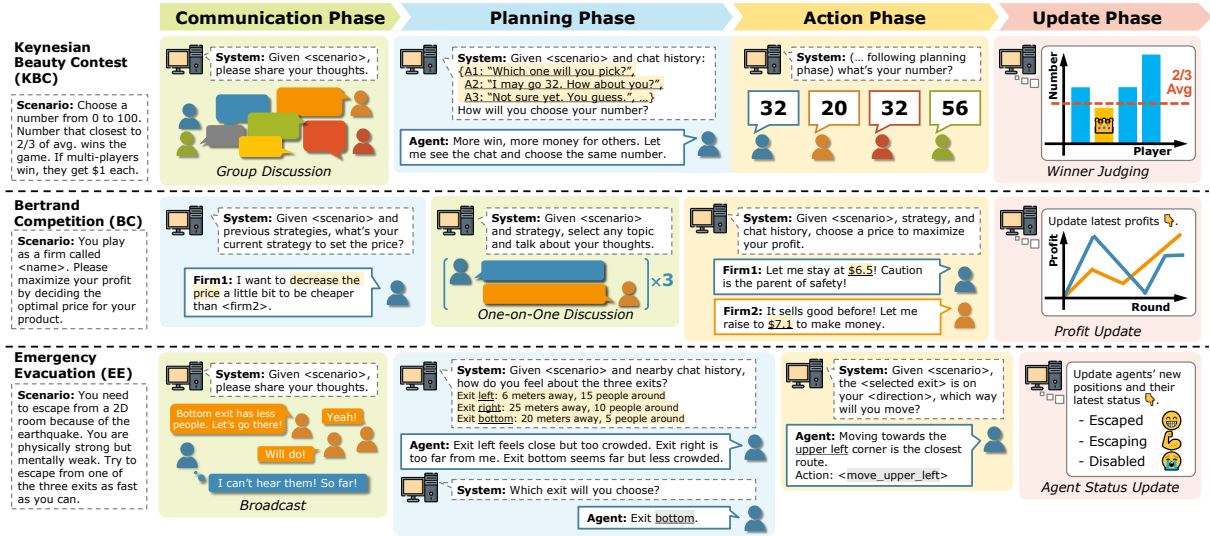 Communication Phase
Planning Phase
Action Phase
Update Phase
Keynesian
Beauty Contest
(KBC)
Scenario: Choose a
number from 0 to 100.
Number that closest to
2/3 of avg. wins the
game. If multi-players
win, they get $1 each.
System: Given <scenario>,
please share your thoughts.
Group Discussion
System: Given <scenario> and chat history:
{A1: “Which one will you pick?”,
A2: “I may go 32. How about you?”,
A3: “Not sure yet. You guess.”, …}
How will you choose your number?
Agent: More win, more money for others. Let
me see the chat and choose the same number.
System: (… following planning
phase) what’s your number?
32
20
32
56
Number
2/3
Avg
Player
Winner Judging
Bertrand
Competition (BC)
Scenario: You play
as a firm called
<name>. Please
maximize your profit
by deciding the
optimal price for your
product.
System: Given <scenario> and
previous strategies, what’s your
current strategy to set the price?
Firm1: I want to decrease the
price a little bit to be cheaper
than <firm2>.
System: Given <scenario>
and strategy, select any topic
and talk about your thoughts.
×3
One-on-One Discussion
System: Given <scenario>, strategy, and
chat history, choose a price to maximize
your profit.
Firm1: Let me stay at $6.5! Caution
is the parent of safety!
Firm2: It sells good before! Let me
raise to $7.1 to make money.
Update latest profits 👇.
Profit
Round
Profit Update
Emergency
Evacuation (EE)
Scenario: You need
to escape from a 2D
room because of the
earthquake. You are
physically strong but
mentally weak. Try to
escape from one of
the three exits as fast
as you can.
System: Given <scenario>,
please share your thoughts.
Bottom exit has less
people. Let’s go there!
Yeah!
Will do!
I can’t hear them! So far!
Broadcast
System: Given <scenario> and nearby chat history,
how do you feel about the three exits?
Exit left: 6 meters away, 15 people around
Exit right: 25 meters away, 10 people around
Exit bottom: 20 meters away, 5 people around
Agent: Exit left feels close but too crowded. Exit right is
too far from me. Exit bottom seems far but less crowded.
System: Which exit will you choose?
Agent: Exit bottom.
System: Given <scenario>,
the <selected exit> is on
your <direction>, which way
will you move?
Agent: Moving towards the
upper left corner is the closest
route.
Action: <move_upper_left>
Update agents’ new
positions and their
latest status 👇.
- Escaped
- Escaping
- Disabled
Agent Status Update